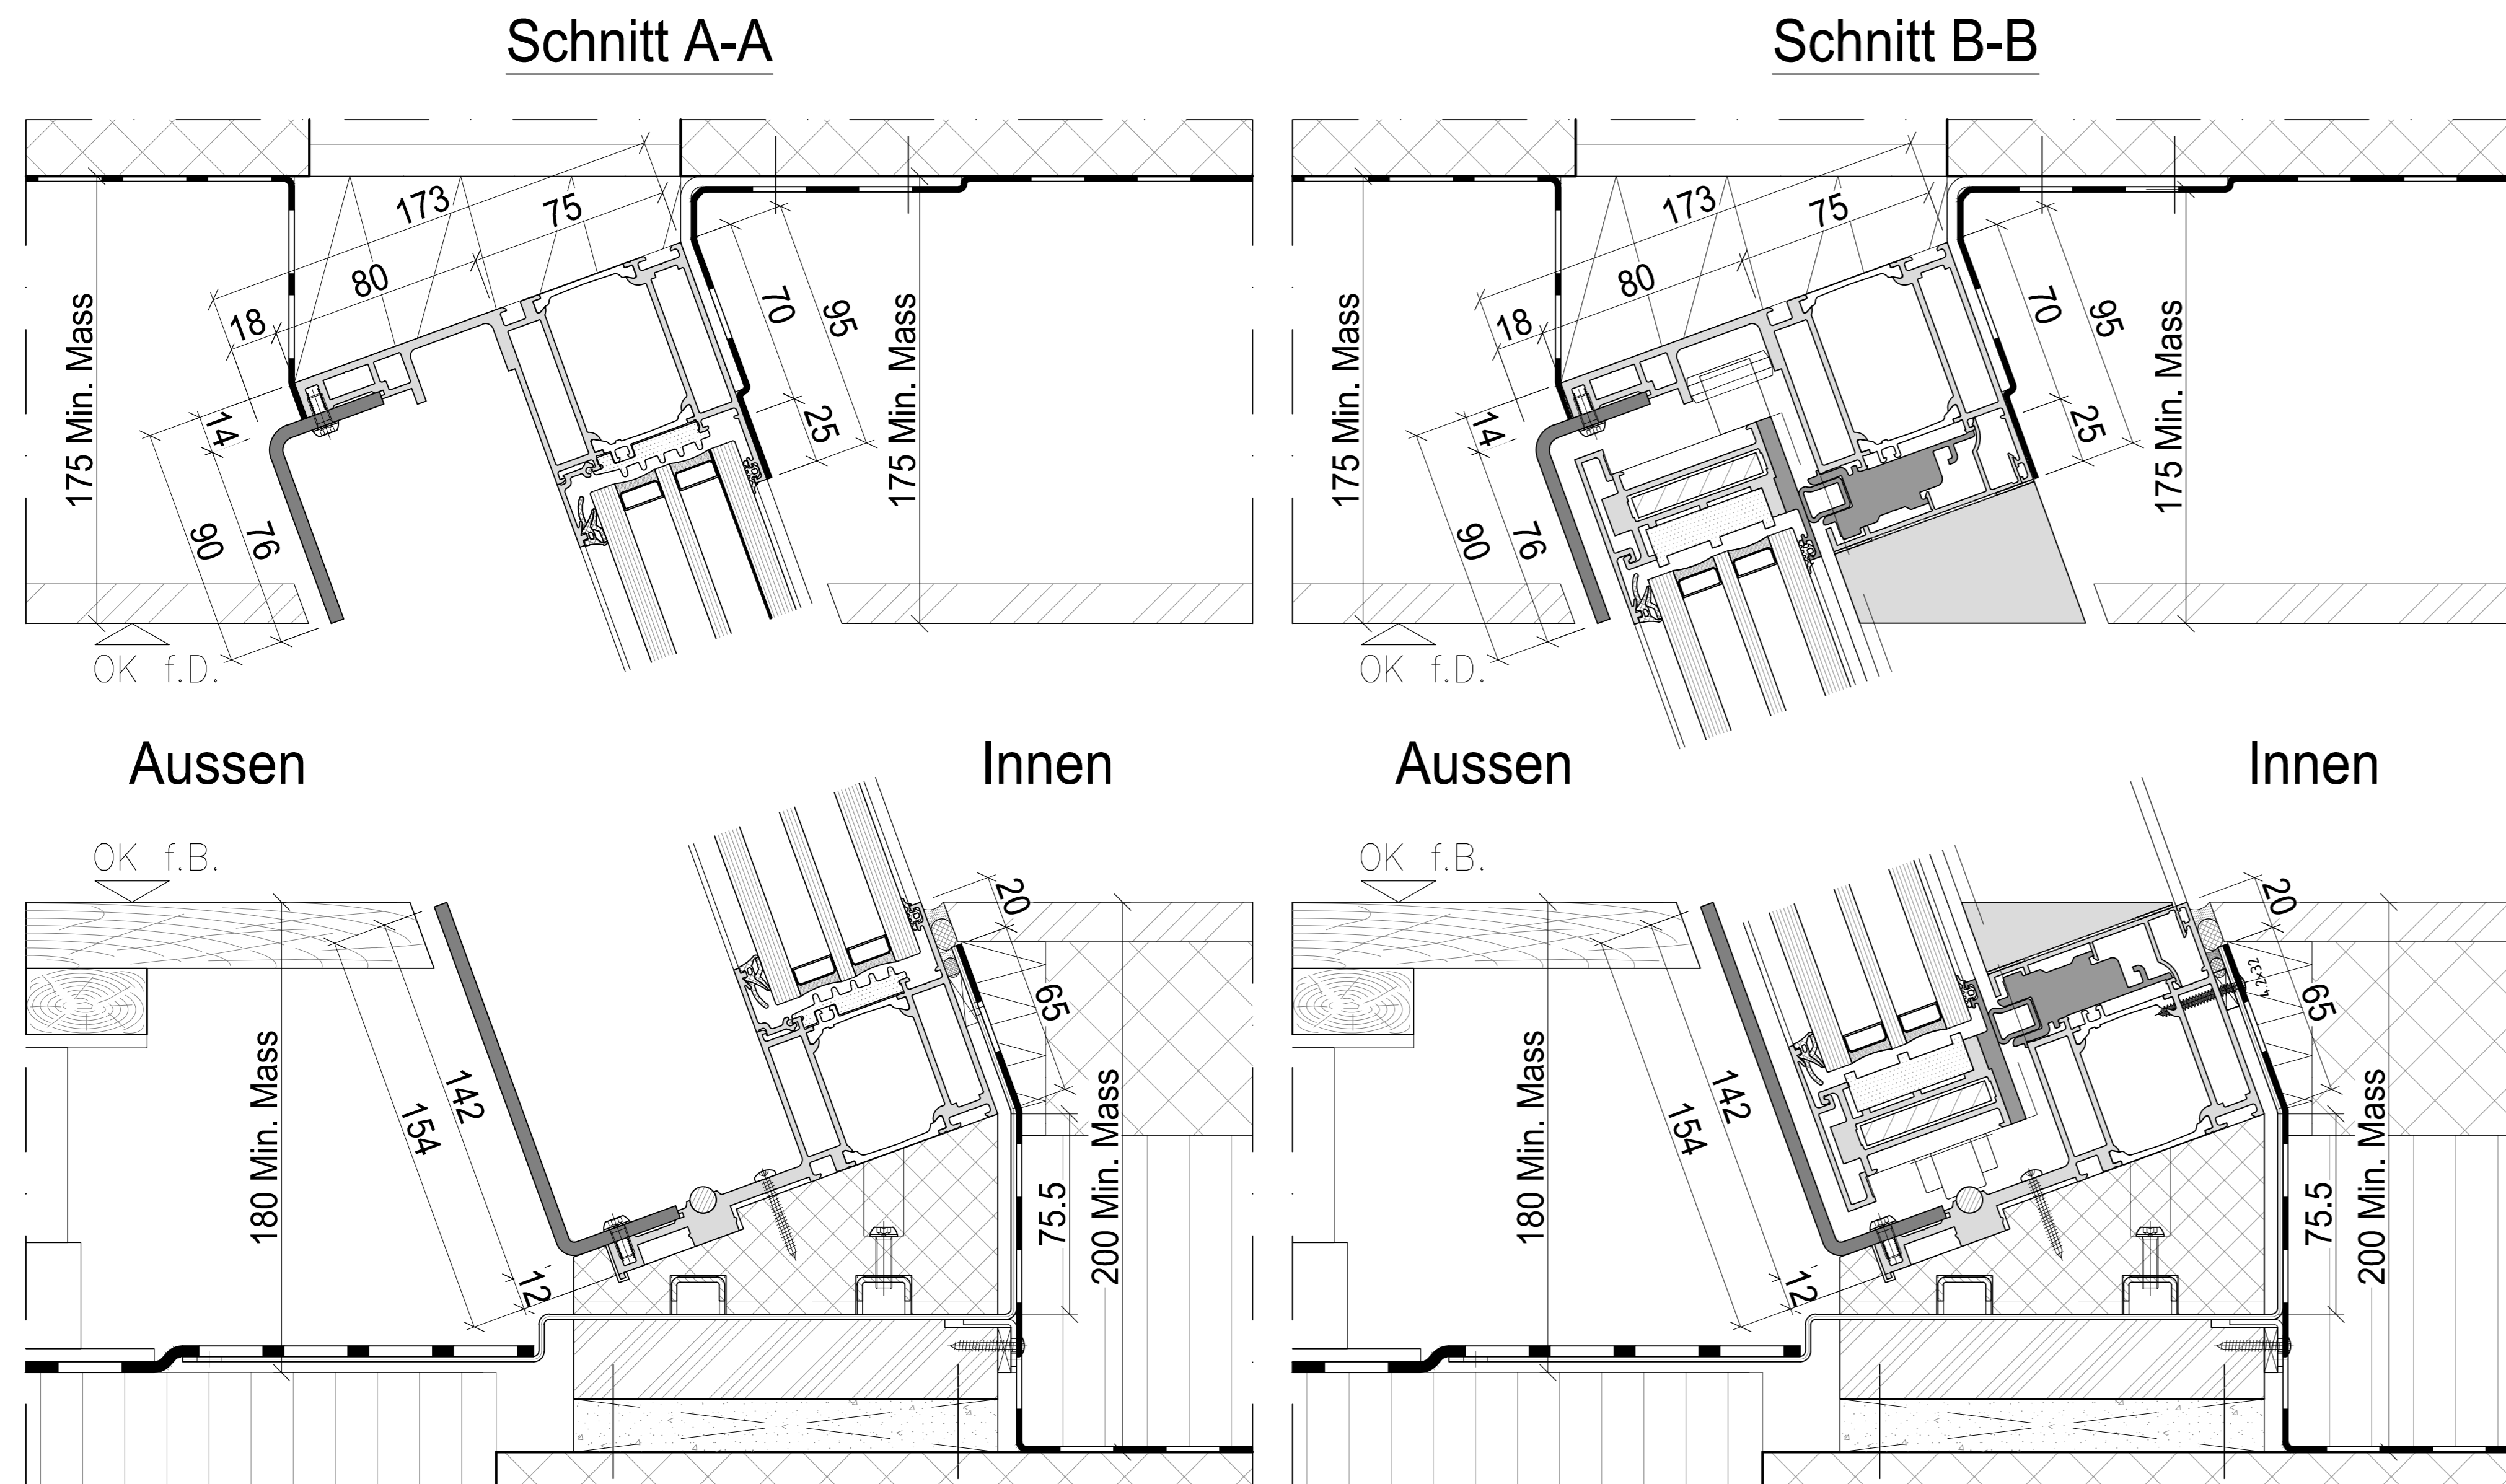 Schnitt A-A
Schnitt B-B
173
75
80
18
70
95
14
25
90
76
175 Min. Mass
175 Min. Mass
OK f.D.
173
75
80
18
70
95
14
25
90
76
175 Min. Mass
175 Min. Mass
OK f.D.
Aussen
Innen
Aussen
Innen
OK f.B.
20
65
142
154
12
180 Min. Mass
75.5
200 Min. Mass
OK f.B.
20
4.2x32
65
142
154
12
180 Min. Mass
75.5
200 Min. Mass